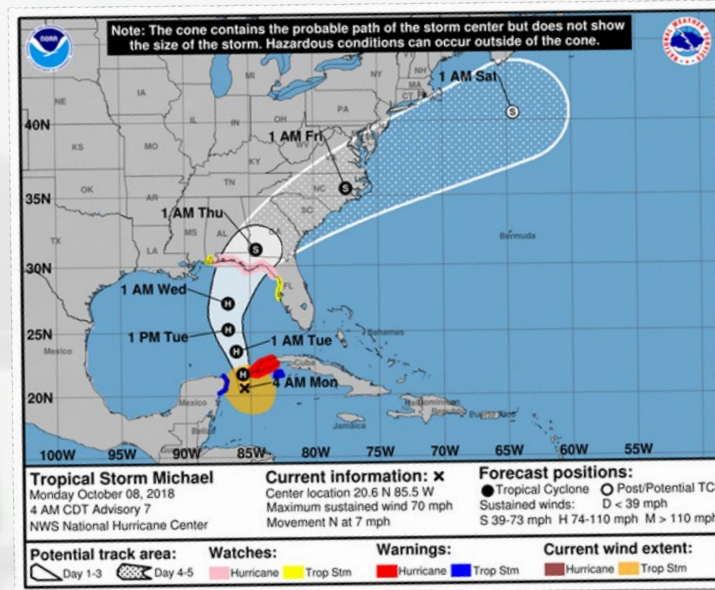 Note: The cone contains the probable path of the storm center but does not show
the size of the storm. Hazardous conditions can occur outside of the cone.
NOAA
1 AM Sat
1 AM Fri
1 AM Thu
1 AM Wed
1 PM Tue
1 AM Tue
4 AM Mon
40N
35N
30N
25N
20N
NE
IA
IL
IN
OH
PA
NY
NH
MA
CT
MI
KS
MO
KY
WV
VA
OK
AR
TN
NC
SC
TX
LA
MS
AL
GA
FL
S
S
S
H
H
H
H
Bermuda
Mexico
Bahamas
Cuba
Mexico
Jamaica
Dominican
Puerto Rico
100W 95W 90W 85W 80W 75W 70W 65W 60W 55W
Tropical Storm Michael
Monday October 08, 2018
4 AM CDT Advisory 7
NWS National Hurricane Center
Current information: ×
Center location 20.6 N 85.5 W
Maximum sustained wind 70 mph
Movement N at 7 mph
Forecast positions:
Tropical Cyclone Post/Potential TC
Sustained winds: D < 39 mph
S 39-73 mph H 74-110 mph M > 110 mph
Potential track area:
Day 1-3 Day 4-5
Watches:
Hurricane Trop Stm
Warnings:
Hurricane Trop Stm
Current wind extent:
Hurricane Trop Stm